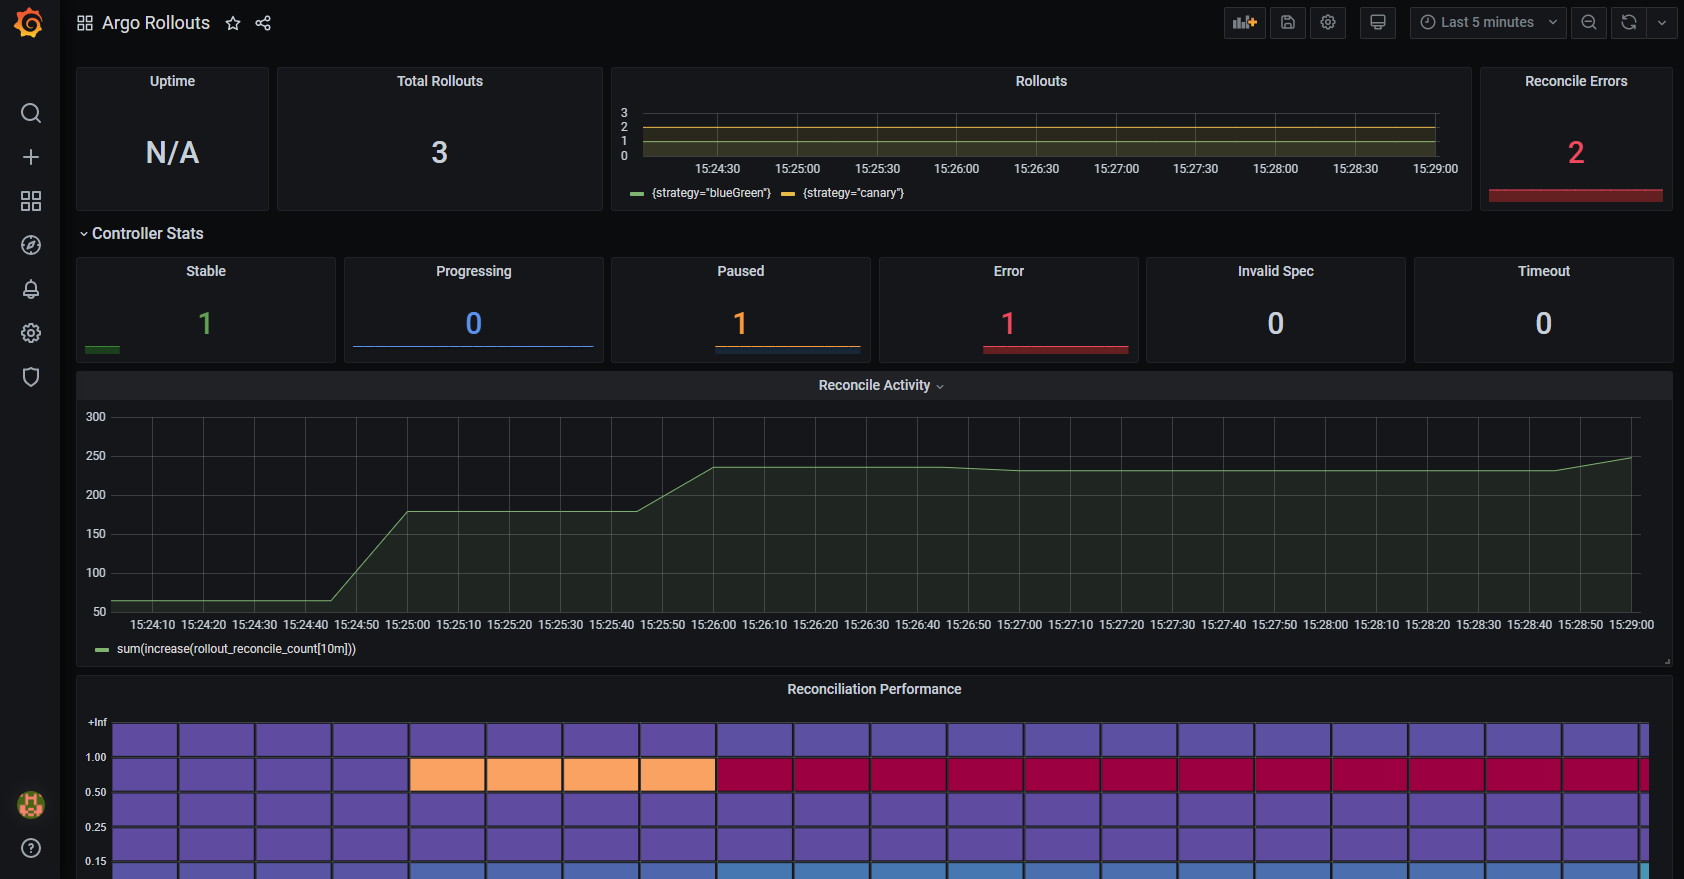 Argo Rollouts
Last 5 minutes
Uptime
N/A
Total Rollouts
3
Rollouts
3
2
1
0
15:24:30 15:25:00 15:25:30 15:26:00 15:26:30 15:27:00 15:27:30 15:28:00 15:28:30 15:29:00
{strategy="blueGreen"} {strategy="canary"}
Reconcile Errors
2
Controller Stats
Stable
1
Progressing
0
Paused
1
Error
1
Invalid Spec
0
Timeout
0
Reconcile Activity
300
250
200
150
100
50
15:24:10 15:24:20 15:24:30 15:24:40 15:24:50 15:25:00 15:25:10 15:25:20 15:25:30 15:25:40 15:25:50 15:26:00 15:26:10 15:26:20 15:26:30 15:26:40 15:26:50 15:27:00 15:27:10 15:27:20 15:27:30 15:27:40 15:27:50 15:28:00 15:28:10 15:28:20 15:28:30 15:28:40 15:28:50 15:29:00
sum(increase(rollout_reconcile_count[10m]))
Reconciliation Performance
+Inf
1.00
0.50
0.25
0.15